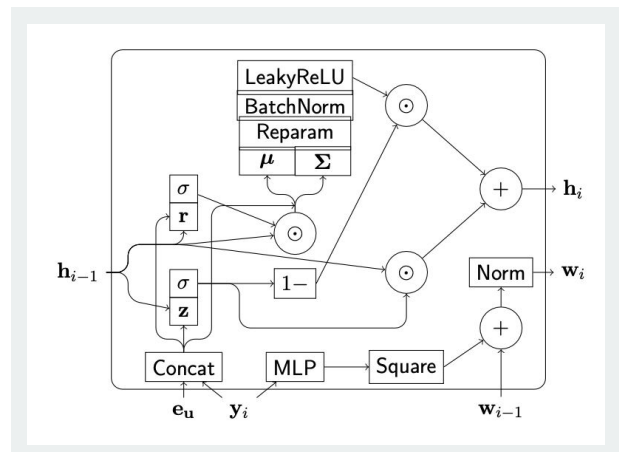 LeakyReLU
⊙
BatchNorm
Reparam
μ Σ
σ
r
⊙
+
h_i
h_{i−1}
σ
z
1−
⊙
Norm
w_i
+
Concat
MLP
Square
e_u
y_i
w_{i−1}